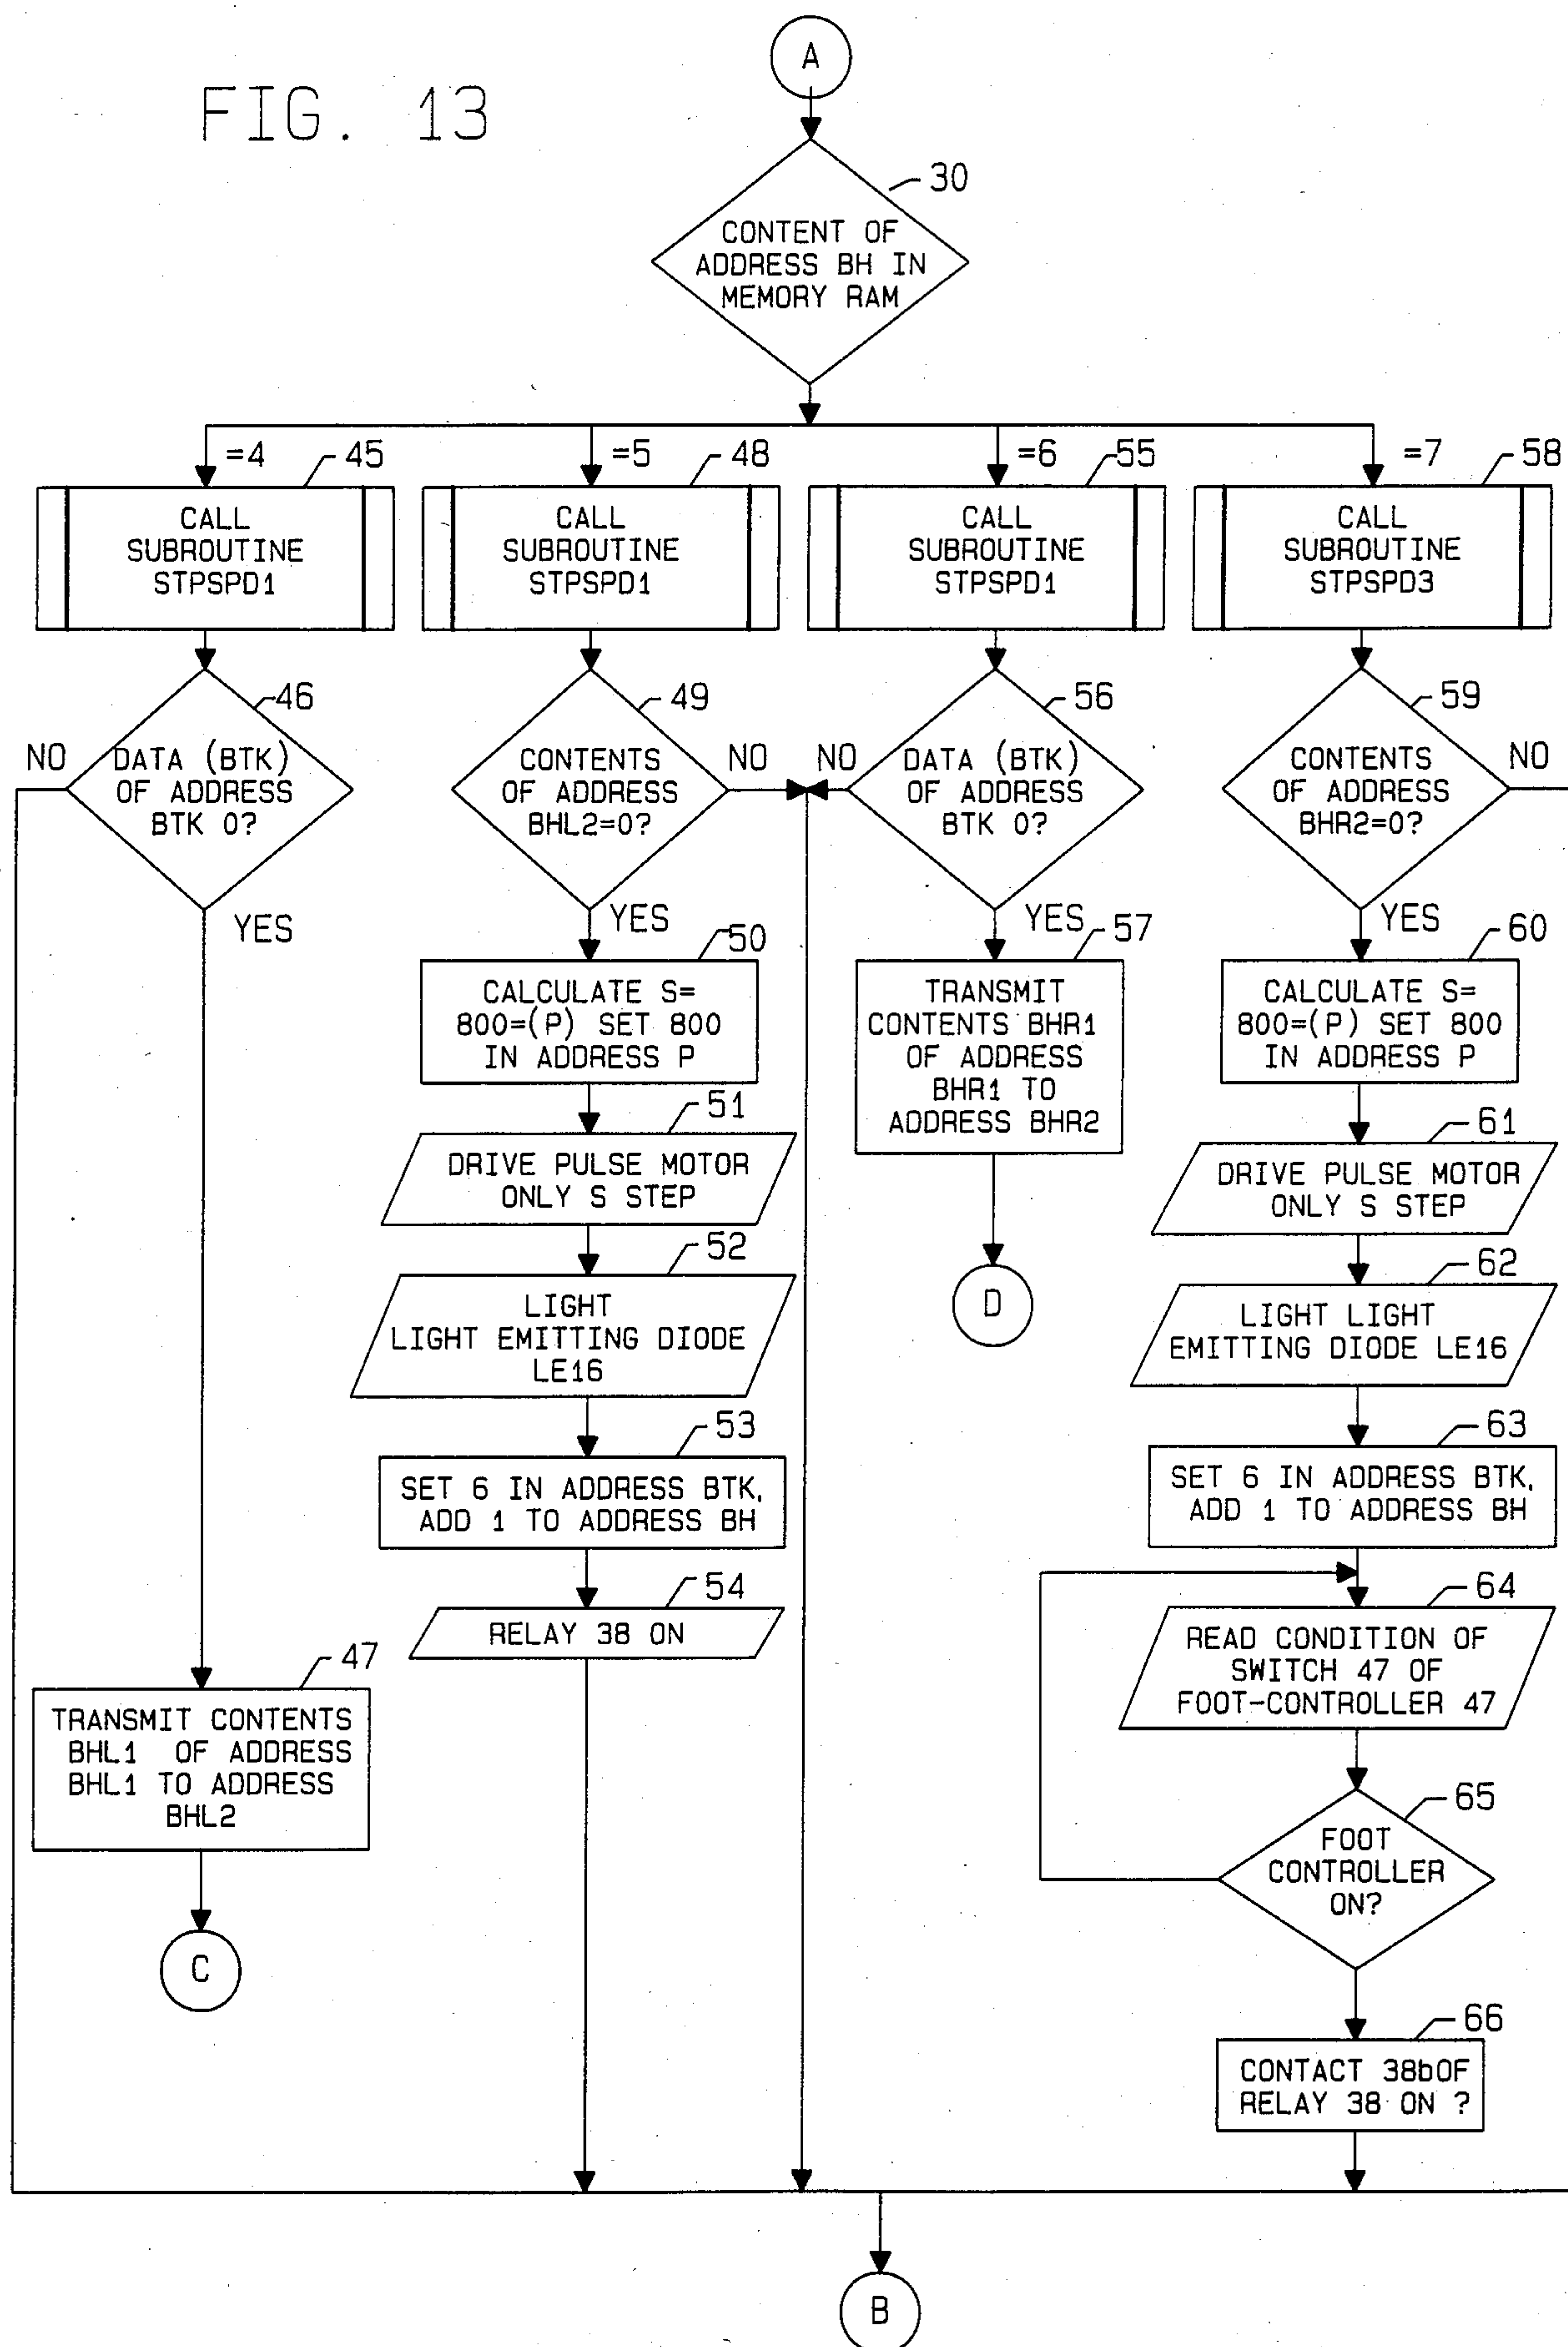 FIG. 13
A
30
CONTENT OF
ADDRESS BH IN
MEMORY RAM
=4
45
CALL
SUBROUTINE
STPSPD1
46
DATA (BTK)
OF ADDRESS
BTK 0?
NO
YES
47
TRANSMIT CONTENTS
BHL1 OF ADDRESS
BHL1 TO ADDRESS
BHL2
C
=5
48
CALL
SUBROUTINE
STPSPD1
49
CONTENTS
OF ADDRESS
BHL2=0?
NO
YES
50
CALCULATE S=
800=(P) SET 800
IN ADDRESS P
51
DRIVE PULSE MOTOR
ONLY S STEP
52
LIGHT
LIGHT EMITTING DIODE
LE16
53
SET 6 IN ADDRESS BTK,
ADD 1 TO ADDRESS BH
54
RELAY 38 ON
=6
55
CALL
SUBROUTINE
STPSPD1
56
NO
DATA (BTK)
OF ADDRESS
BTK 0?
YES
57
TRANSMIT
CONTENTS BHR1
OF ADDRESS
BHR1 TO
ADDRESS BHR2
D
=7
58
CALL
SUBROUTINE
STPSPD3
59
CONTENTS
OF ADDRESS
BHR2=0?
NO
YES
60
CALCULATE S=
800=(P) SET 800
IN ADDRESS P
61
DRIVE PULSE MOTOR
ONLY S STEP
62
LIGHT LIGHT
EMITTING DIODE LE16
63
SET 6 IN ADDRESS BTK,
ADD 1 TO ADDRESS BH
64
READ CONDITION OF
SWITCH 47 OF
FOOT-CONTROLLER 47
65
FOOT
CONTROLLER
ON?
66
CONTACT 38bOF
RELAY 38 ON ?
B